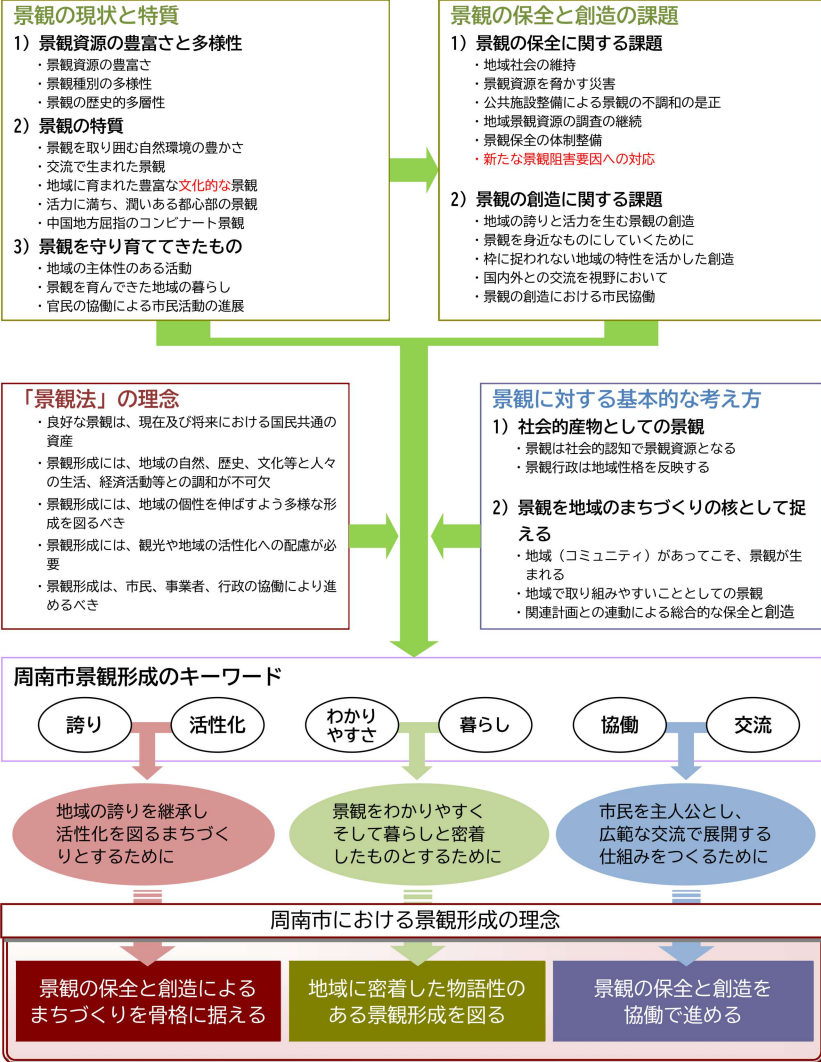 景観の現状と特質
1）景観資源の豊富さと多様性
・景観資源の豊富さ
・景観種別の多様性
・景観の歴史的多層性
2）景観の特質
・景観を取り囲む自然環境の豊かさ
・交流で生まれた景観
・地域に育まれた豊富な文化的な景観
・活力に満ち、潤いある都心部の景観
・中国地方屈指のコンビナート景観
3）景観を守り育ててきたもの
・地域の主体性のある活動
・景観を育んできた地域の暮らし
・官民の協働による市民活動の進展
景観の保全と創造の課題
1）景観の保全に関する課題
・地域社会の維持
・景観資源を脅かす災害
・公共施設整備による景観の不調和の是正
・地域景観資源の調査の継続
・景観保全の体制整備
・新たな景観阻害要因への対応
2）景観の創造に関する課題
・地域の誇りと活力を生む景観の創造
・景観を身近なものにしていくために
・枠に捉われない地域の特性を活かした創造
・国内外との交流を視野において
・景観の創造における市民協働
「景観法」の理念
・良好な景観は、現在及び将来における国民共通の
資産
・景観形成には、地域の自然、歴史、文化等と人々
の生活、経済活動等との調和が不可欠
・景観形成には、地域の個性を伸ばすよう多様な形
成を図るべき
・景観形成には、観光や地域の活性化への配慮が必
要
・景観形成は、市民、事業者、行政の協働により進
めるべき
景観に対する基本的な考え方
1）社会的産物としての景観
・景観は社会的認知で景観資源となる
・景観行政は地域性格を反映する
2）景観を地域のまちづくりの核として捉
える
・地域（コミュニティ）があってこそ、景観が生
まれる
・地域で取り組みやすいこととしての景観
・関連計画との連動による総合的な保全と創造
周南市景観形成のキーワード
誇り
活性化
わかり
やすさ
暮らし
協働
交流
地域の誇りを継承し
活性化を図るまちづく
りとするために
景観をわかりやすく
そして暮らしと密着
したものとするために
市民を主人公とし、
広範な交流で展開する
仕組みをつくるために
周南市における景観形成の理念
景観の保全と創造による
まちづくりを骨格に据える
地域に密着した物語性の
ある景観形成を図る
景観の保全と創造を
協働で進める